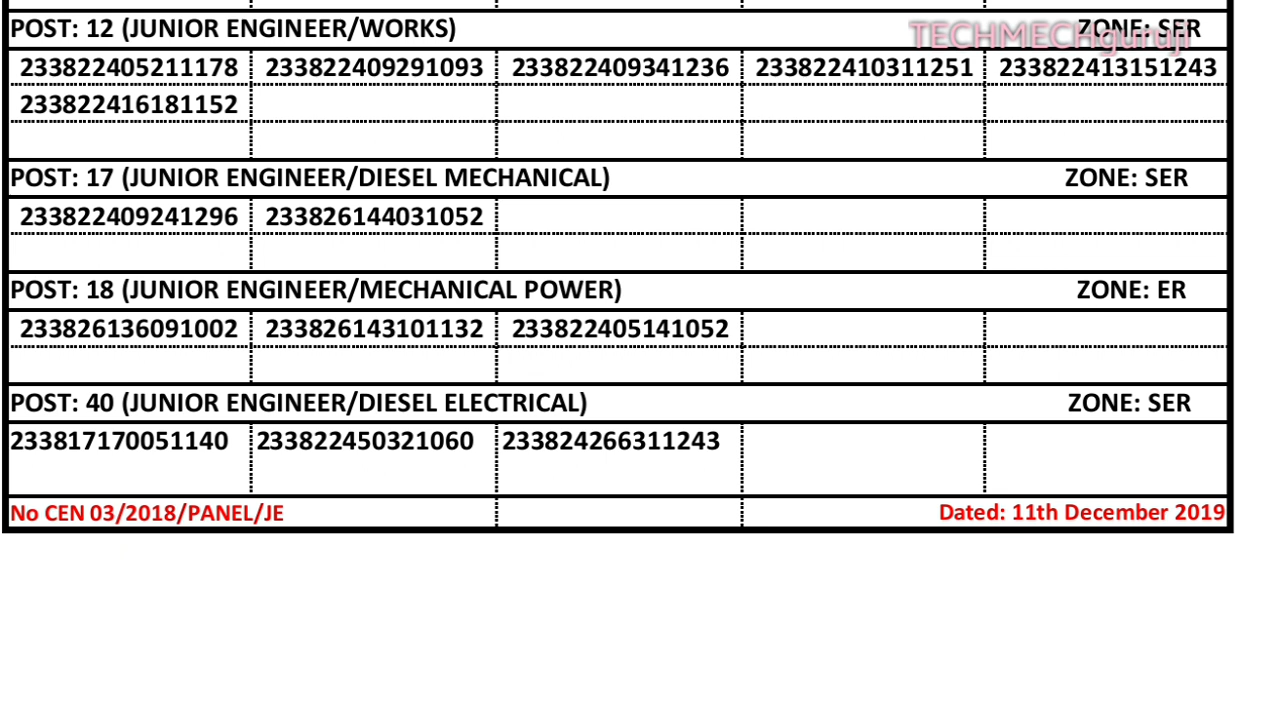 POST: 12 (JUNIOR ENGINEER/WORKS) ZONE: SER
TECHMECHguruji
233822405211178 233822409291093 233822409341236 233822410311251 233822413151243
233822416181152
POST: 17 (JUNIOR ENGINEER/DIESEL MECHANICAL) ZONE: SER
233822409241296 233826144031052
POST: 18 (JUNIOR ENGINEER/MECHANICAL POWER) ZONE: ER
233826136091002 233826143101132 233822405141052
POST: 40 (JUNIOR ENGINEER/DIESEL ELECTRICAL) ZONE: SER
233817170051140 233822450321060 233824266311243
No CEN 03/2018/PANEL/JE Dated: 11th December 2019